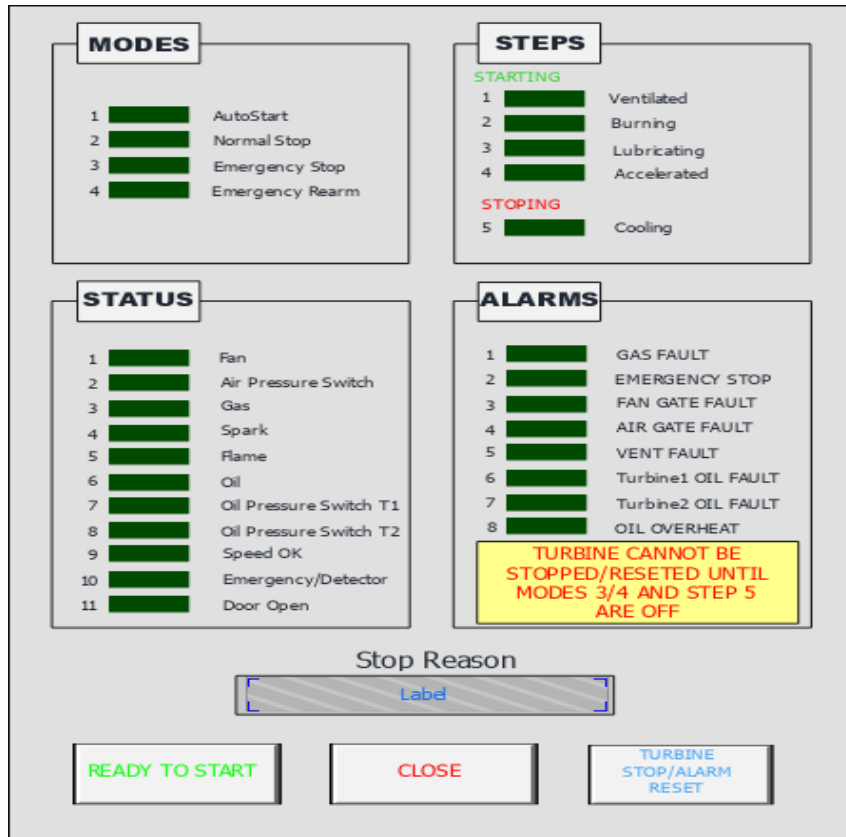 MODES
1 AutoStart
2 Normal Stop
3 Emergency Stop
4 Emergency Rearm
STEPS
STARTING
1 Ventilated
2 Burning
3 Lubricating
4 Accelerated
STOPING
5 Cooling
STATUS
1 Fan
2 Air Pressure Switch
3 Gas
4 Spark
5 Flame
6 Oil
7 Oil Pressure Switch T1
8 Oil Pressure Switch T2
9 Speed OK
10 Emergency/Detector
11 Door Open
ALARMS
1 GAS FAULT
2 EMERGENCY STOP
3 FAN GATE FAULT
4 AIR GATE FAULT
5 VENT FAULT
6 Turbine1 OIL FAULT
7 Turbine2 OIL FAULT
8 OIL OVERHEAT
TURBINE CANNOT BE
STOPPED/RESETED UNTIL
MODES 3/4 AND STEP 5
ARE OFF
Stop Reason
Label
READY TO START
CLOSE
TURBINE
STOP/ALARM
RESET